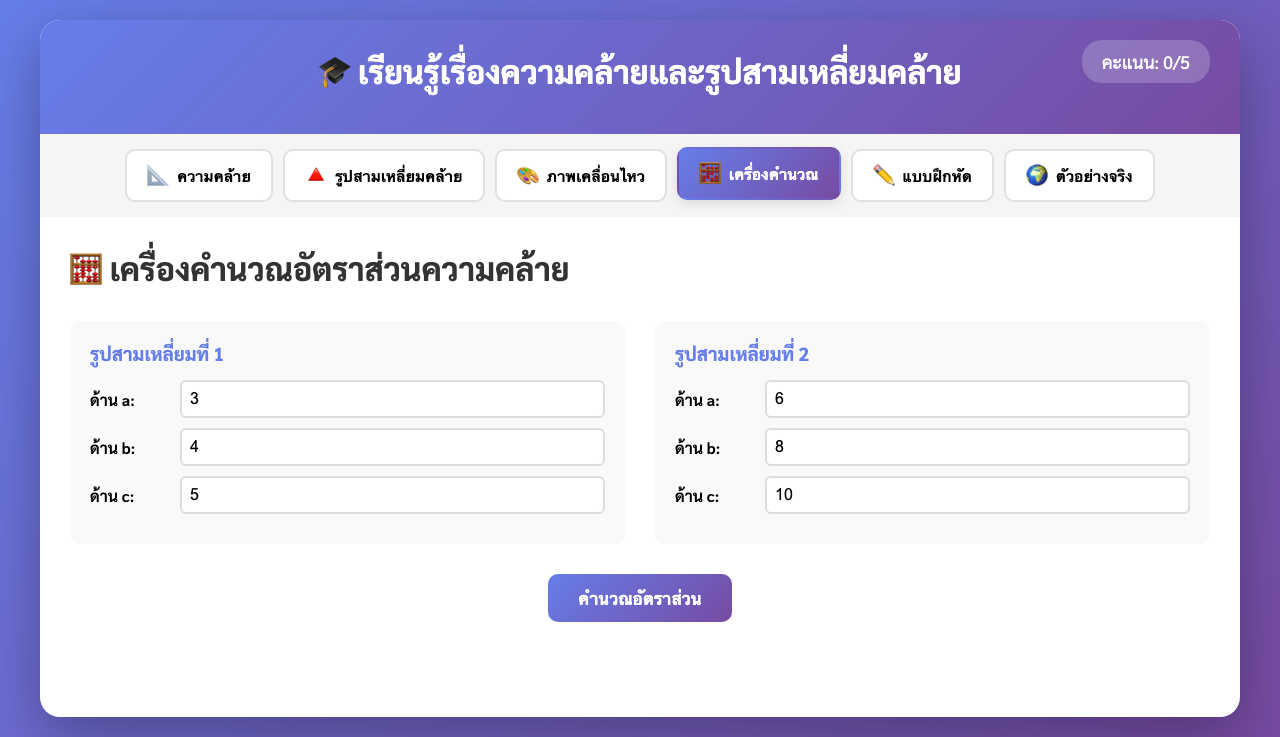 🎓 เรียนรู้เรื่องความคล้ายและรูปสามเหลี่ยมคล้าย
คะแนน: 0/5
📐 ความคล้าย
🔺 รูปสามเหลี่ยมคล้าย
🎨 ภาพเคลื่อนไหว
🧮 เครื่องคำนวณ
✏️ แบบฝึกหัด
🌍 ตัวอย่างจริง
🧮 เครื่องคำนวณอัตราส่วนความคล้าย
รูปสามเหลี่ยมที่ 1
ด้าน a: 3
ด้าน b: 4
ด้าน c: 5
รูปสามเหลี่ยมที่ 2
ด้าน a: 6
ด้าน b: 8
ด้าน c: 10
คำนวณอัตราส่วน